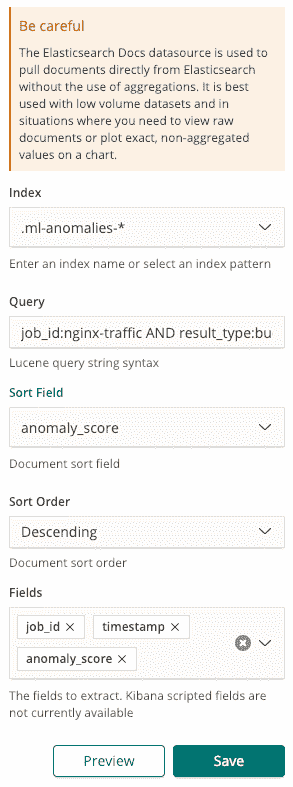 Be careful
The Elasticsearch Docs datasource is used to
pull documents directly from Elasticsearch
without the use of aggregations. It is best
used with low volume datasets and in
situations where you need to view raw
documents or plot exact, non-aggregated
values on a chart.
Index
.ml-anomalies-*
Enter an index name or select an index pattern
Query
job_id:nginx-traffic AND result_type:bu
Lucene query string syntax
Sort Field
anomaly_score
Document sort field
Sort Order
Descending
Document sort order
Fields
job_id × timestamp ×
anomaly_score ×
The fields to extract. Kibana scripted fields are
not currently available
Preview Save